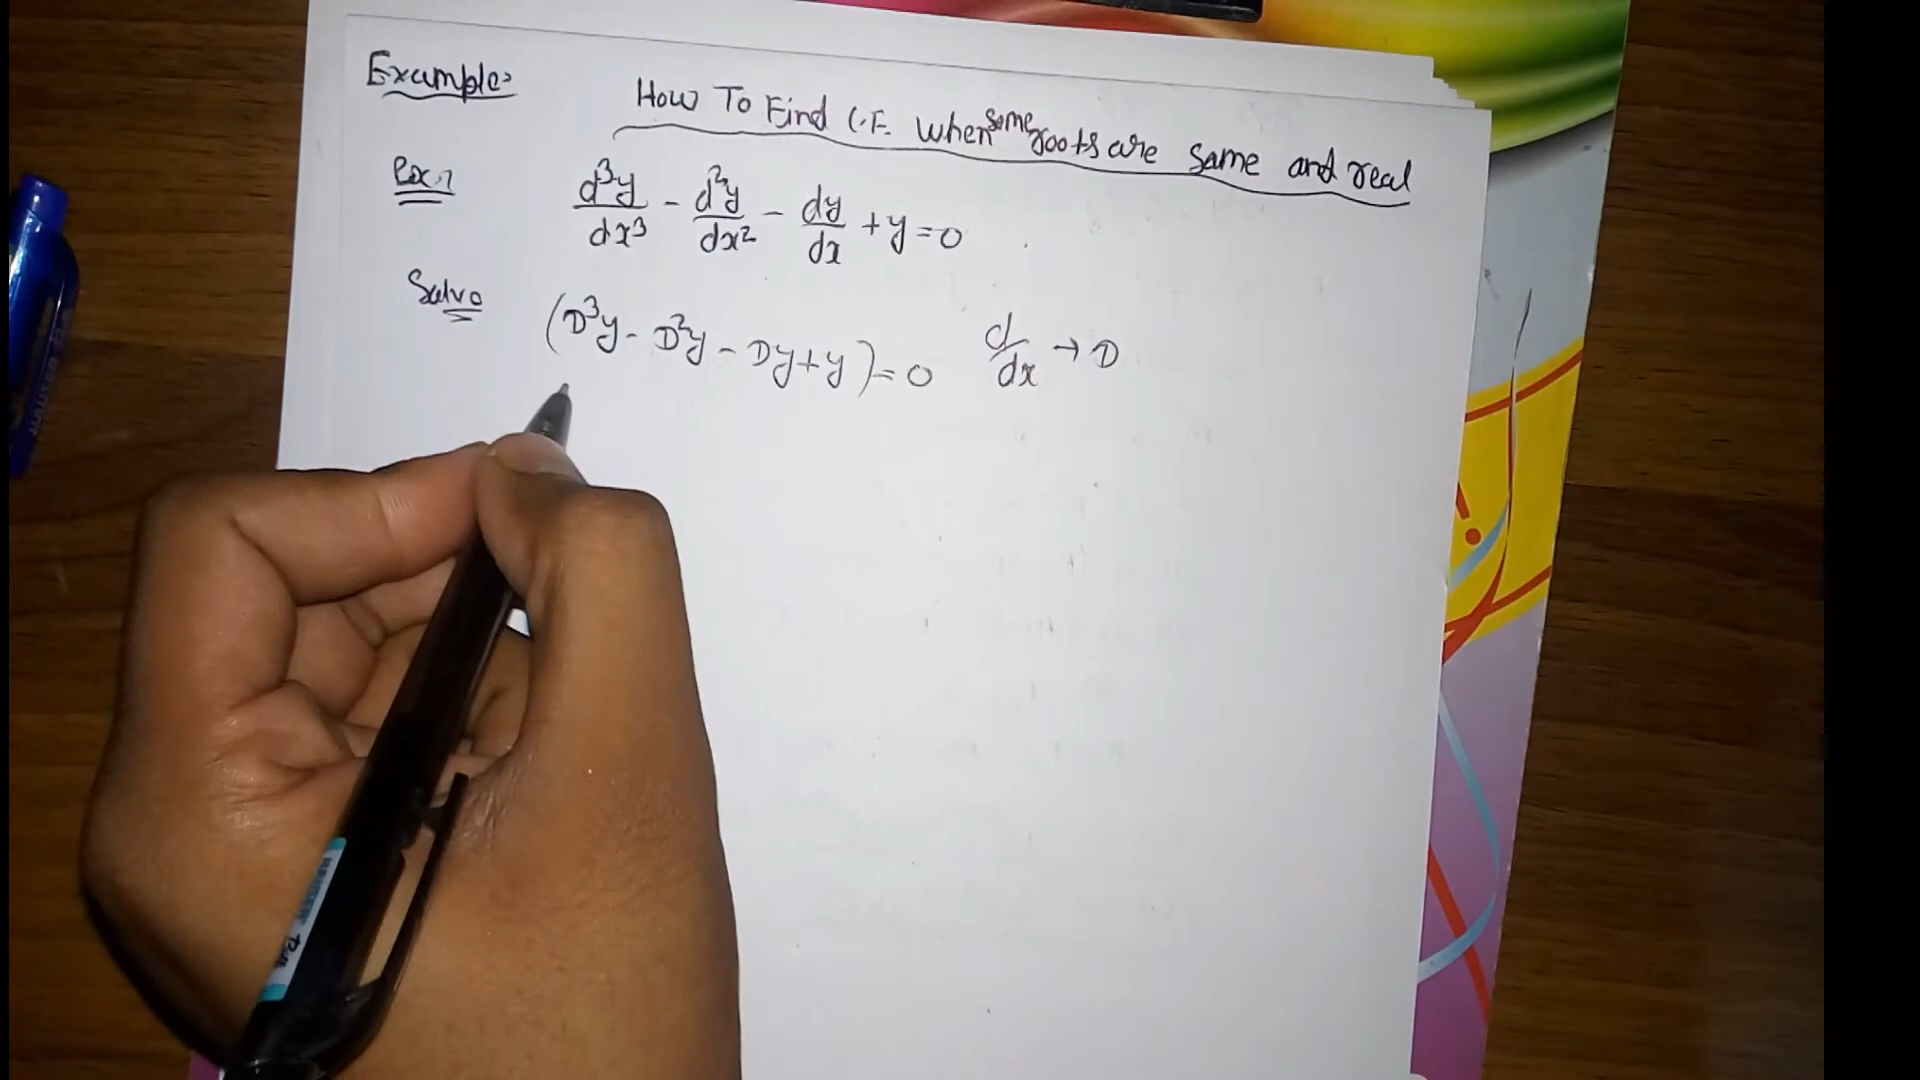 Example:
How To Find C.F. When some roots are same and real
Ex.1
d³y/dx³ - d²y/dx² - dy/dx + y = 0
Solve
(D³y - D²y - Dy + y) = 0 d/dx → D